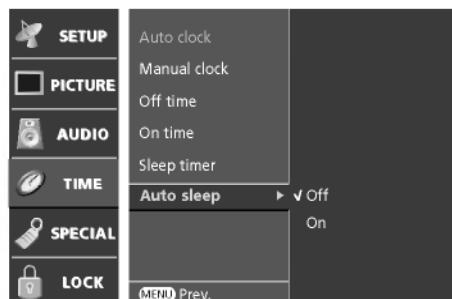 SETUP
PICTURE
AUDIO
TIME
SPECIAL
LOCK
Auto clock
Manual clock
Off time
On time
Sleep timer
Auto sleep
Off
On
MENU Prev.